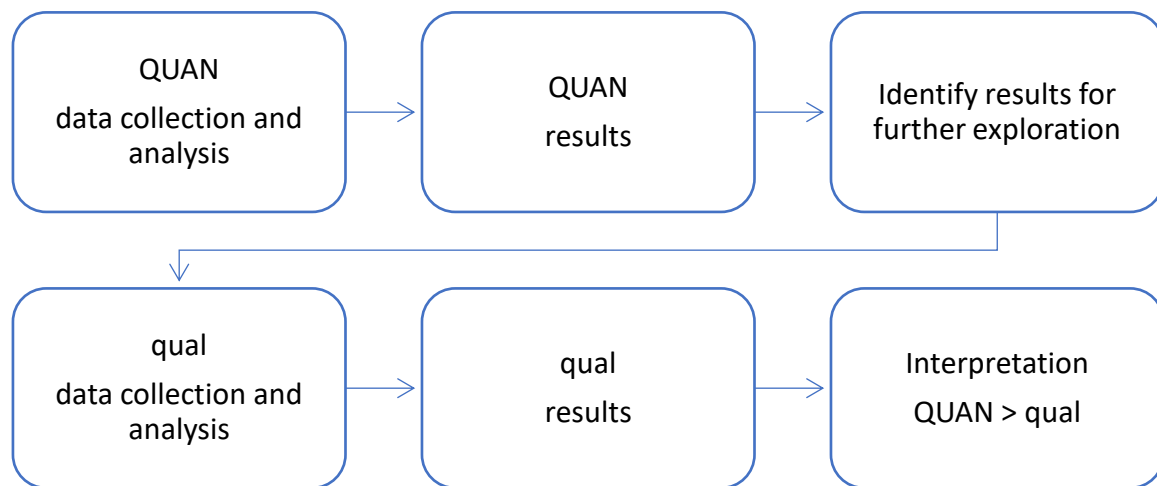 QUAN
data collection and
analysis
QUAN
results
Identify results for
further exploration
qual
data collection and
analysis
qual
results
Interpretation
QUAN > qual